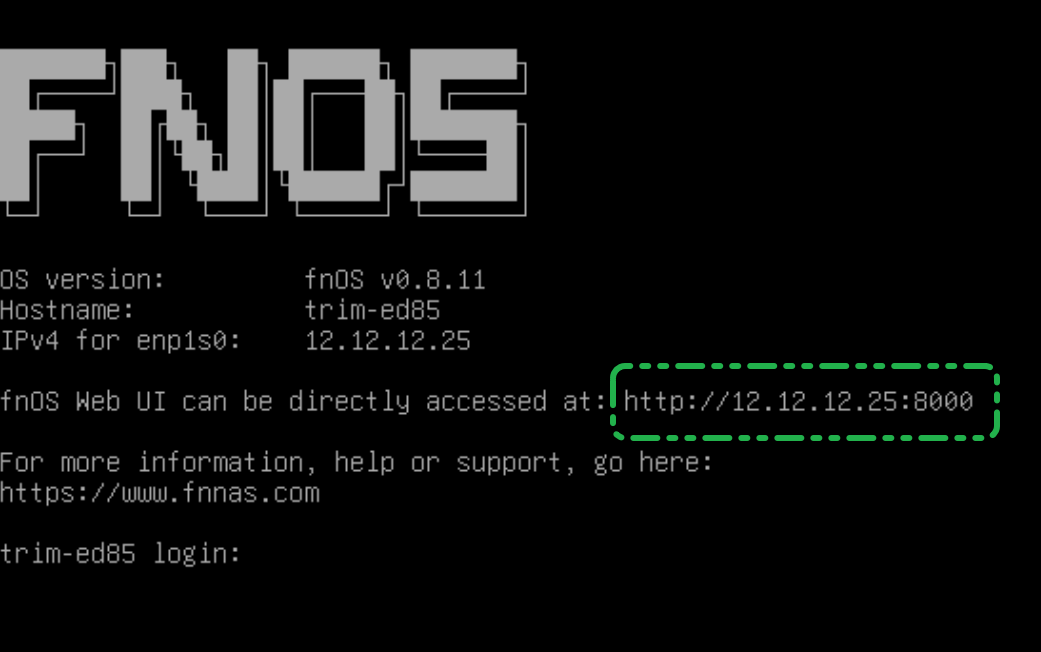 FNOS
OS version: fnOS v0.8.11
Hostname: trim-ed85
IPv4 for enp1s0: 12.12.12.25
fnOS Web UI can be directly accessed at: http://12.12.12.25:8000
For more information, help or support, go here:
https://www.fnnas.com
trim-ed85 login: